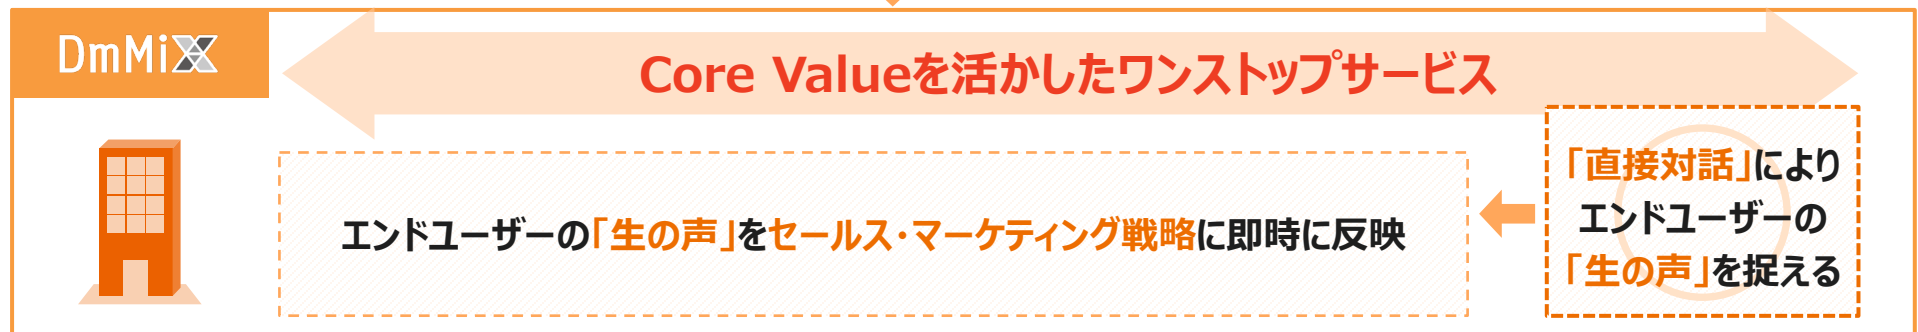 DmMiX
Core Valueを活かしたワンストップサービス
エンドユーザーの「生の声」をセールス・マーケティング戦略に即時に反映
「直接対話」により
エンドユーザーの
「生の声」を捉える